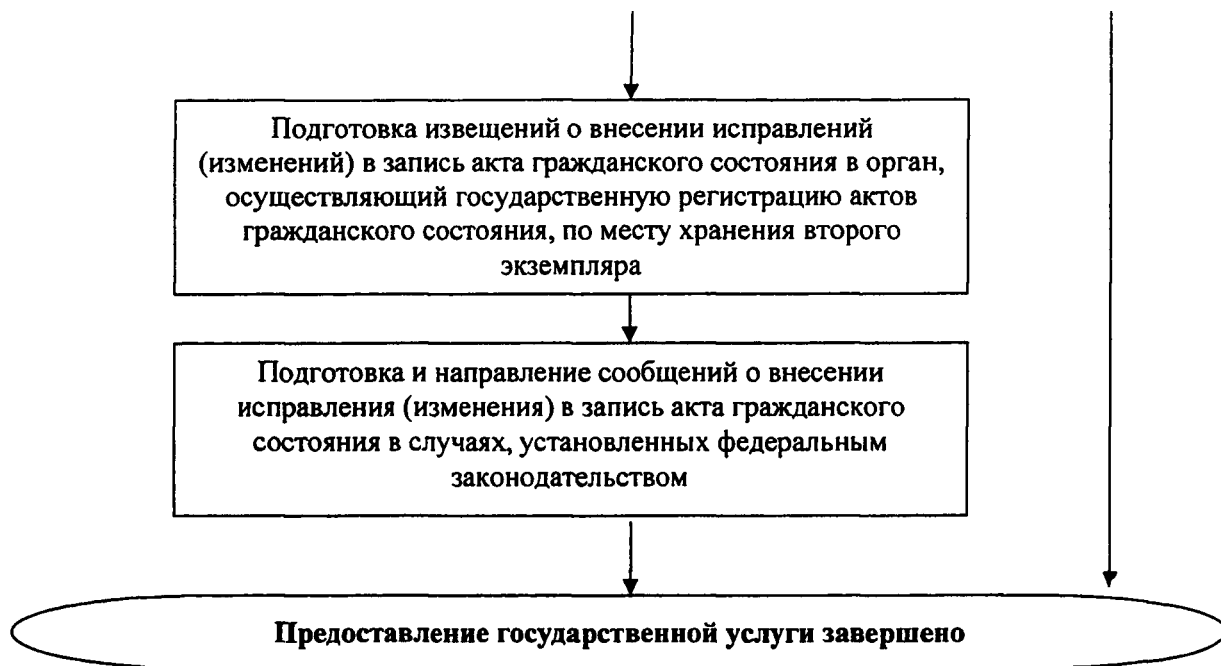 Подготовка извещений о внесении исправлений
(изменений) в запись акта гражданского состояния в орган,
осуществляющий государственную регистрацию актов
гражданского состояния, по месту хранения второго
экземпляра
Подготовка и направление сообщений о внесении
исправления (изменения) в запись акта гражданского
состояния в случаях, установленных федеральным
законодательством
Предоставление государственной услуги завершено